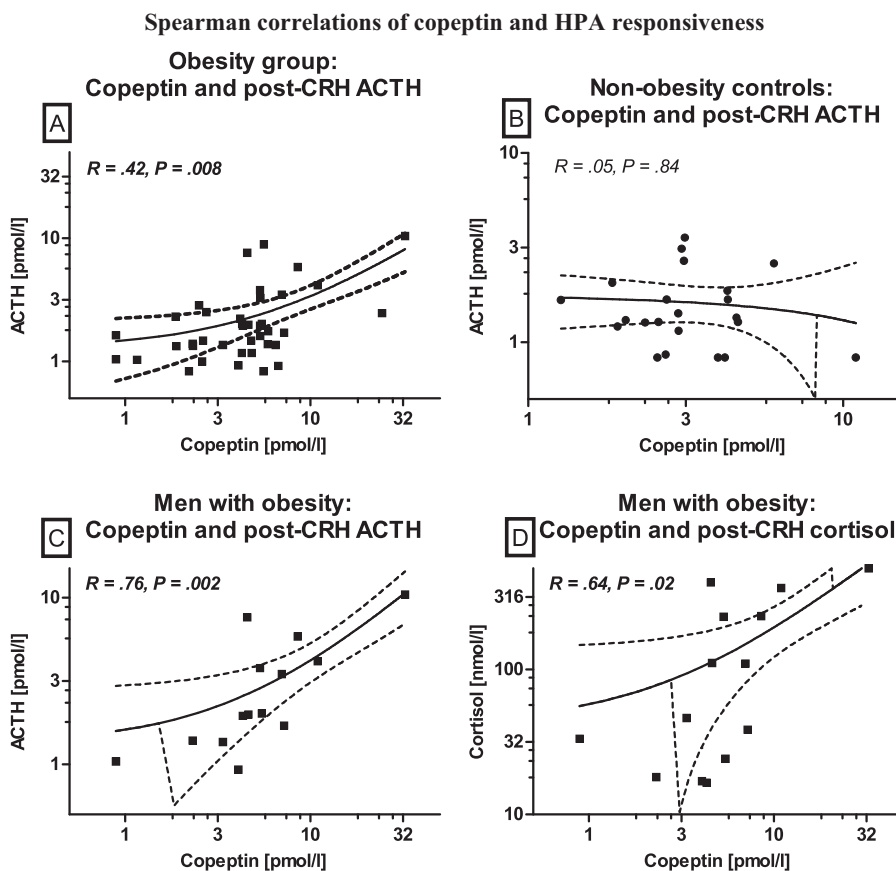 Spearman correlations of copeptin and HPA responsiveness
Obesity group:
Copeptin and post-CRH ACTH
A
R = .42, P = .008
32
10
3
1
ACTH [pmol/l]
1 3 10 32
Copeptin [pmol/l]
Non-obesity controls:
Copeptin and post-CRH ACTH
B
R = .05, P = .84
10
3
1
ACTH [pmol/l]
1 3 10
Copeptin [pmol/l]
Men with obesity:
Copeptin and post-CRH ACTH
C
R = .76, P = .002
10
3
1
ACTH [pmol/l]
1 3 10 32
Copeptin [pmol/l]
Men with obesity:
Copeptin and post-CRH cortisol
D
R = .64, P = .02
316
100
32
10
Cortisol [nmol/l]
1 3 10 32
Copeptin [pmol/l]